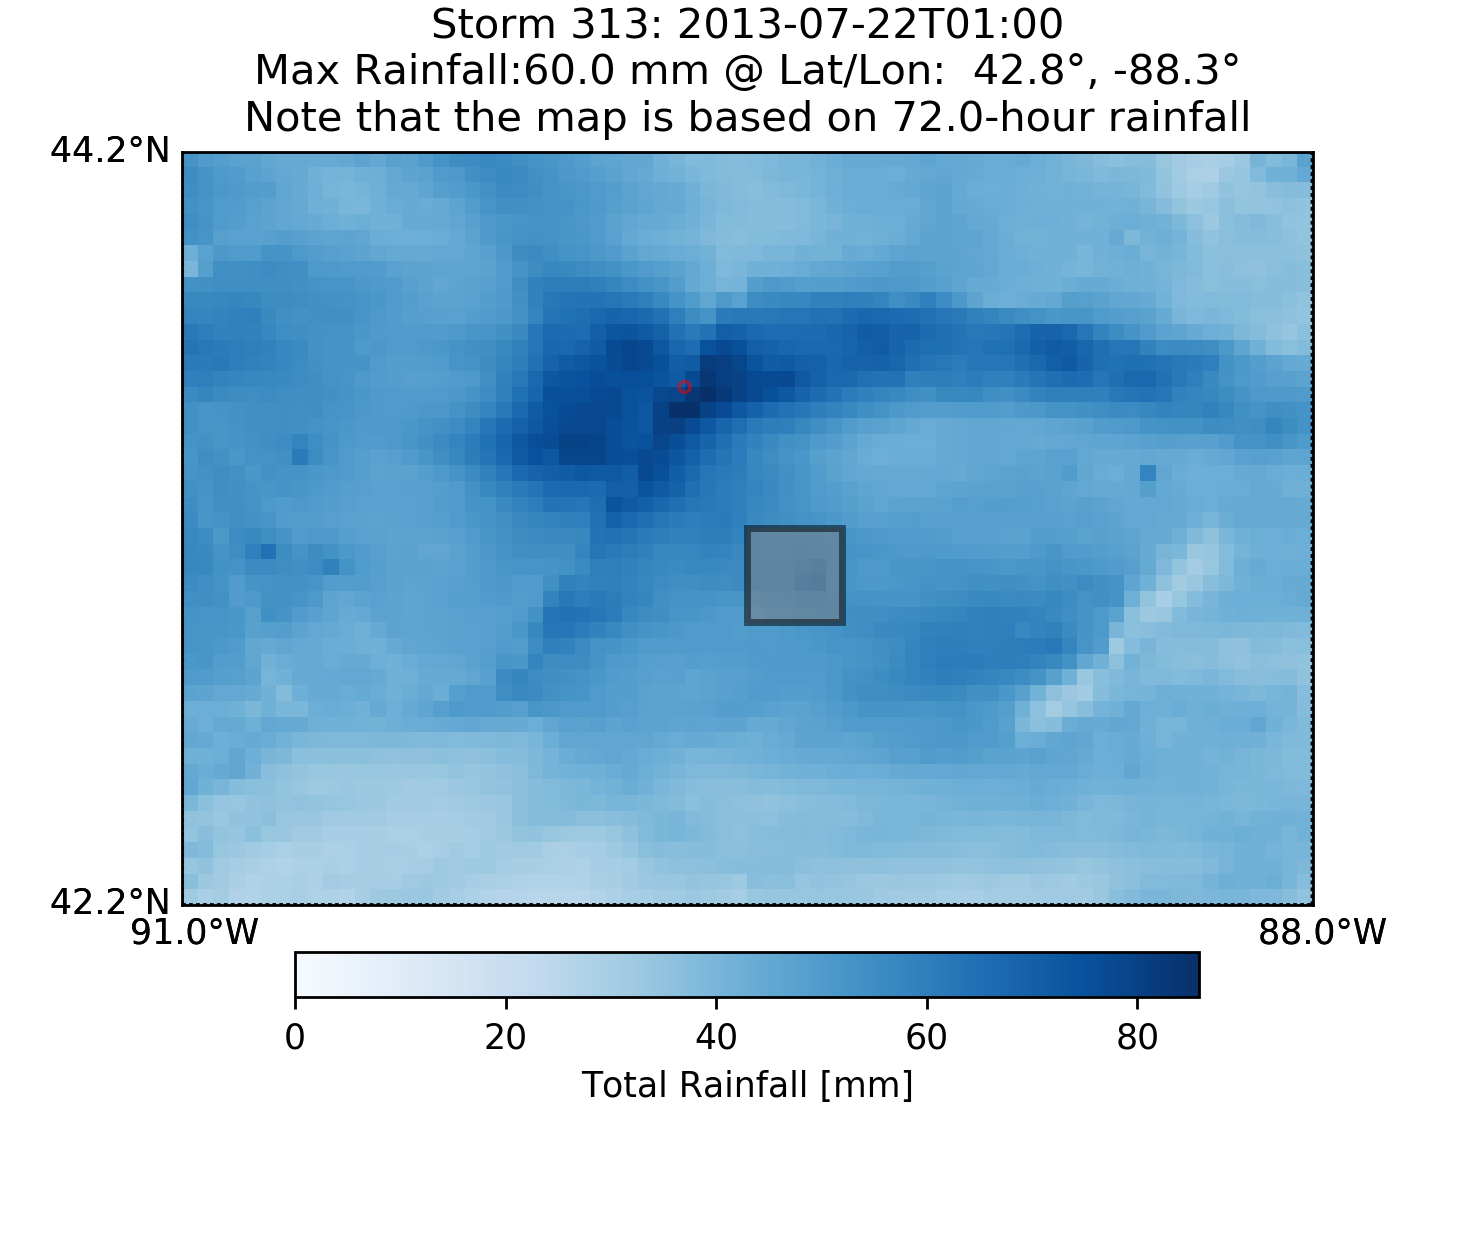 Storm 313: 2013-07-22T01:00
Max Rainfall:60.0 mm @ Lat/Lon:  42.8°, -88.3°
Note that the map is based on 72.0-hour rainfall
44.2°N
42.2°N
91.0°W 88.0°W
0 20 40 60 80
Total Rainfall [mm]